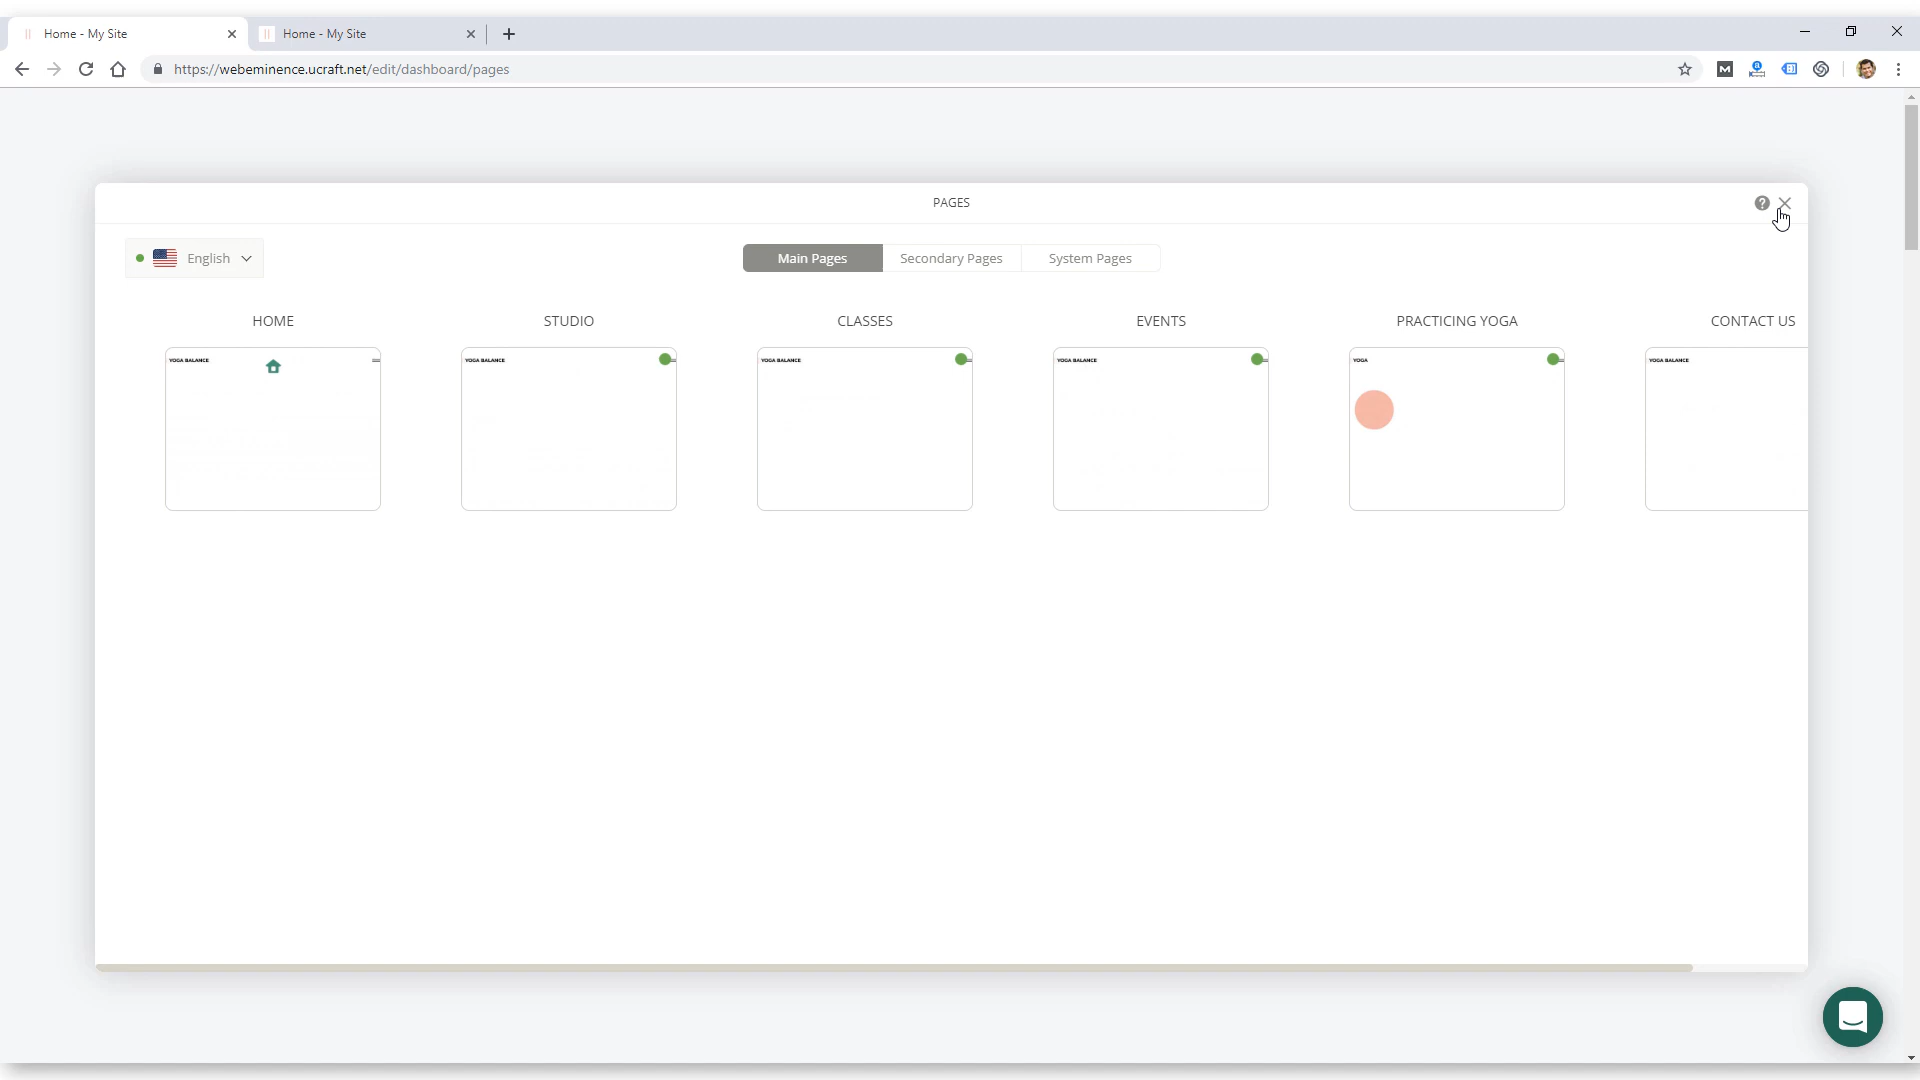 Home - My Site
Home - My Site
https://webeminence.ucraft.net/edit/dashboard/pages
PAGES
English
Main Pages
Secondary Pages
System Pages
HOME
STUDIO
CLASSES
EVENTS
PRACTICING YOGA
CONTACT US
YOGA BALANCE
YOGA BALANCE
YOGA BALANCE
YOGA BALANCE
YOGA
YOGA BALANCE